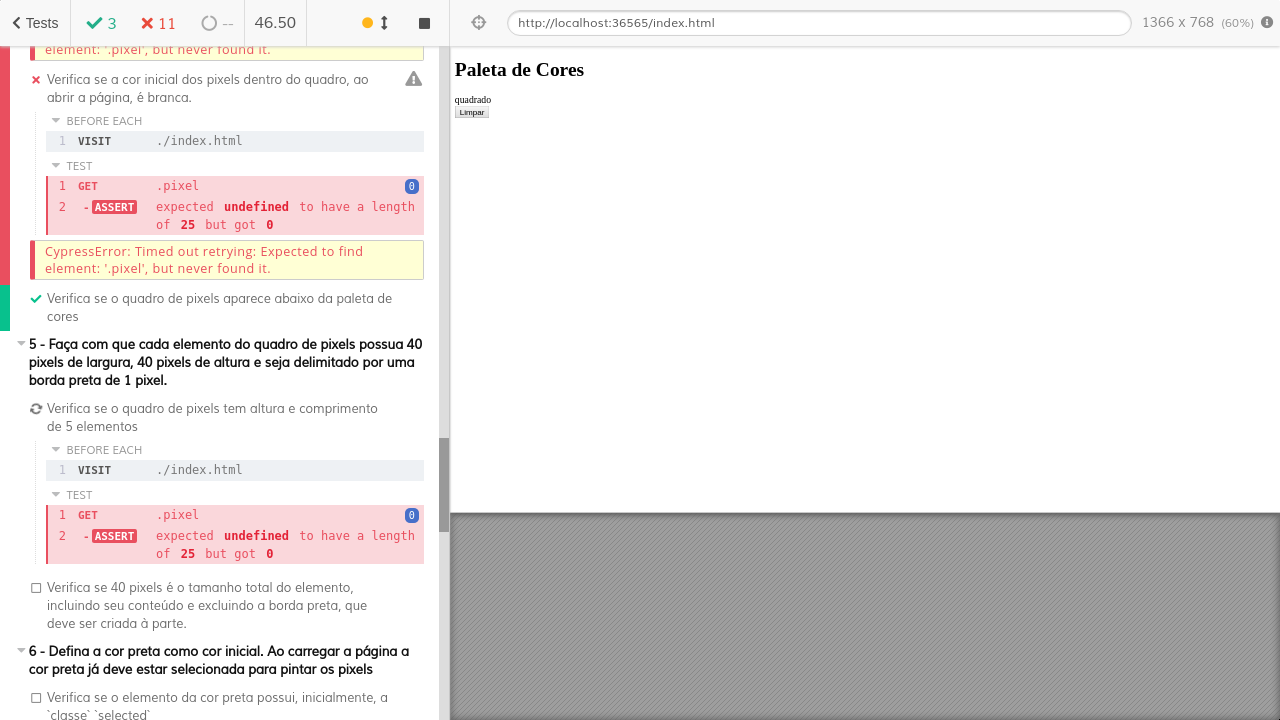 Tests
3
11
--
46.50
http://localhost:36565/index.html
1366 x 768 (60%)
element: '.pixel', but never found it.
Verifica se a cor inicial dos pixels dentro do quadro, ao
abrir a página, é branca.
BEFORE EACH
1 VISIT ./index.html
TEST
1 GET .pixel 0
2 -ASSERT expected undefined to have a length
of 25 but got 0
CypressError: Timed out retrying: Expected to find
element: '.pixel', but never found it.
Verifica se o quadro de pixels aparece abaixo da paleta de
cores
5 - Faça com que cada elemento do quadro de pixels possua 40
pixels de largura, 40 pixels de altura e seja delimitado por uma
borda preta de 1 pixel.
Verifica se o quadro de pixels tem altura e comprimento
de 5 elementos
BEFORE EACH
1 VISIT ./index.html
TEST
1 GET .pixel 0
2 -ASSERT expected undefined to have a length
of 25 but got 0
Verifica se 40 pixels é o tamanho total do elemento,
incluindo seu conteúdo e excluindo a borda preta, que
deve ser criada à parte.
6 - Defina a cor preta como cor inicial. Ao carregar a página a
cor preta já deve estar selecionada para pintar os pixels
Verifica se o elemento da cor preta possui, inicialmente, a
`classe` `selected`
Paleta de Cores
quadrado
Limpar